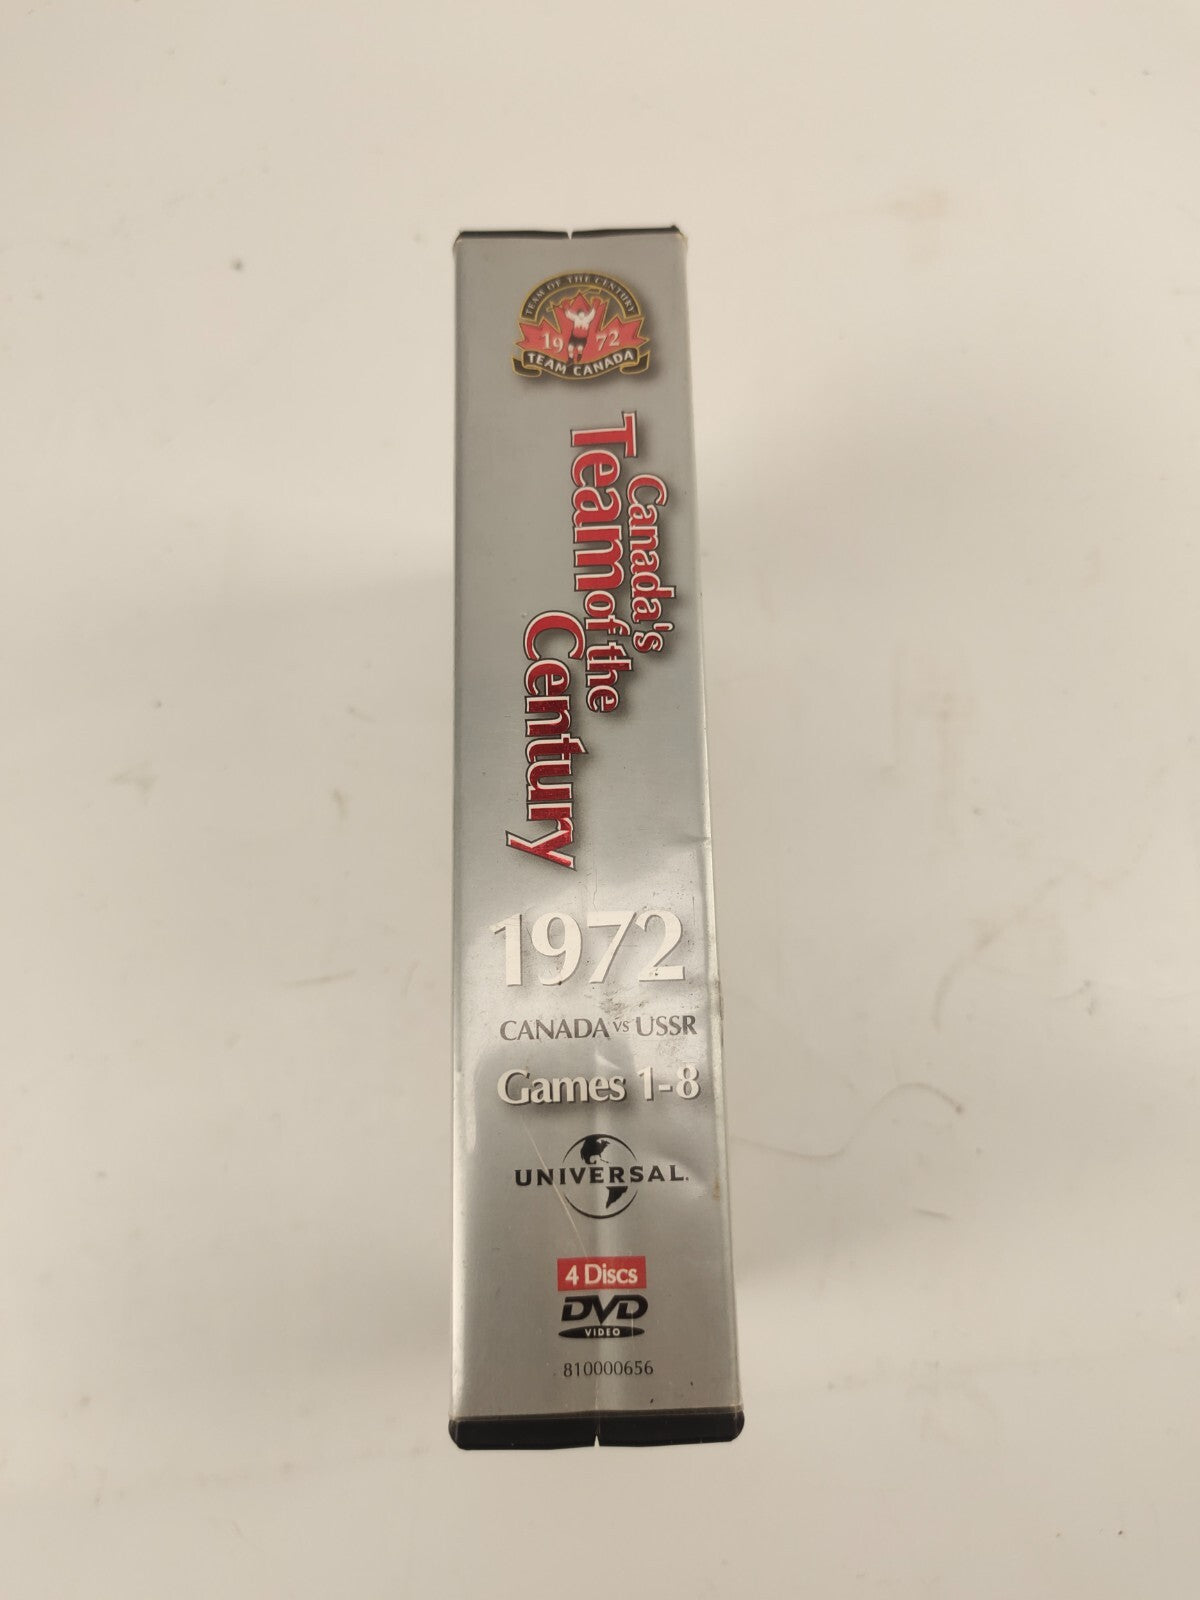 TEAM OF THE CENTURY
19 72
TEAM CANADA
Canada's
Team of the
Century
1972
CANADA VS USSR
Games 1-8
UNIVERSAL®
4 Discs
DVD
VIDEO
810000656